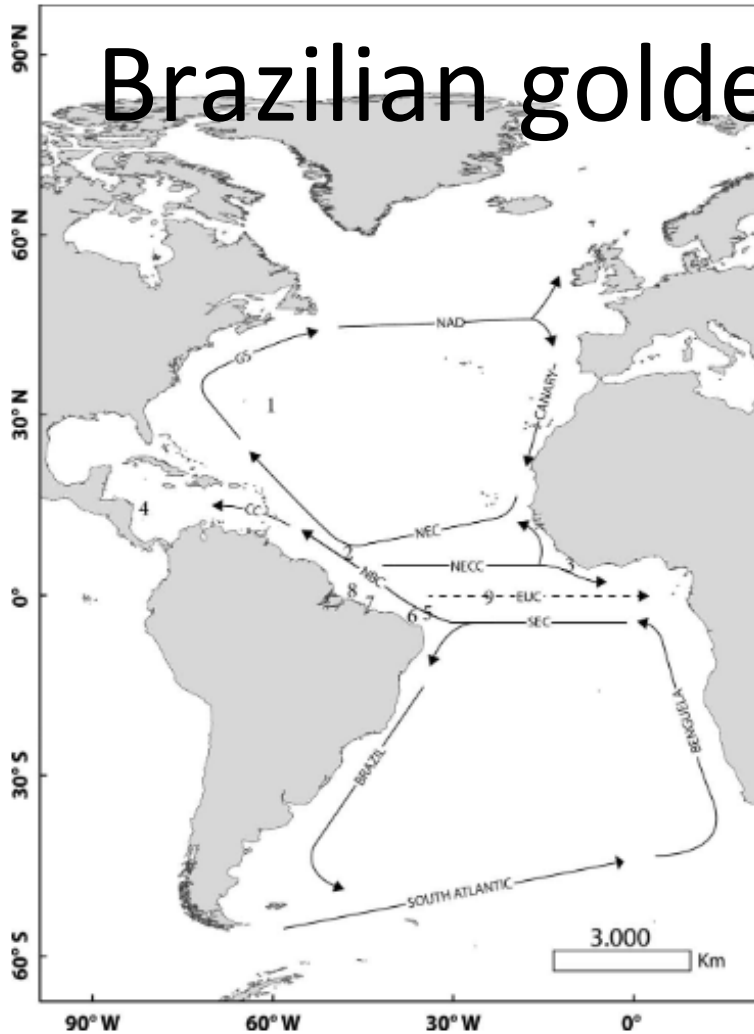 Brazilian golde
90°N
60°N
30°N
0°
30°S
60°S
90°W
60°W
30°W
0°
NAD
GS
CANARY
1
4
CC
NEC
2
NBC
NECC
3
8
7
9
EUC
6
5
SEC
BRAZIL
BENGUELA
SOUTH ATLANTIC
3.000
Km